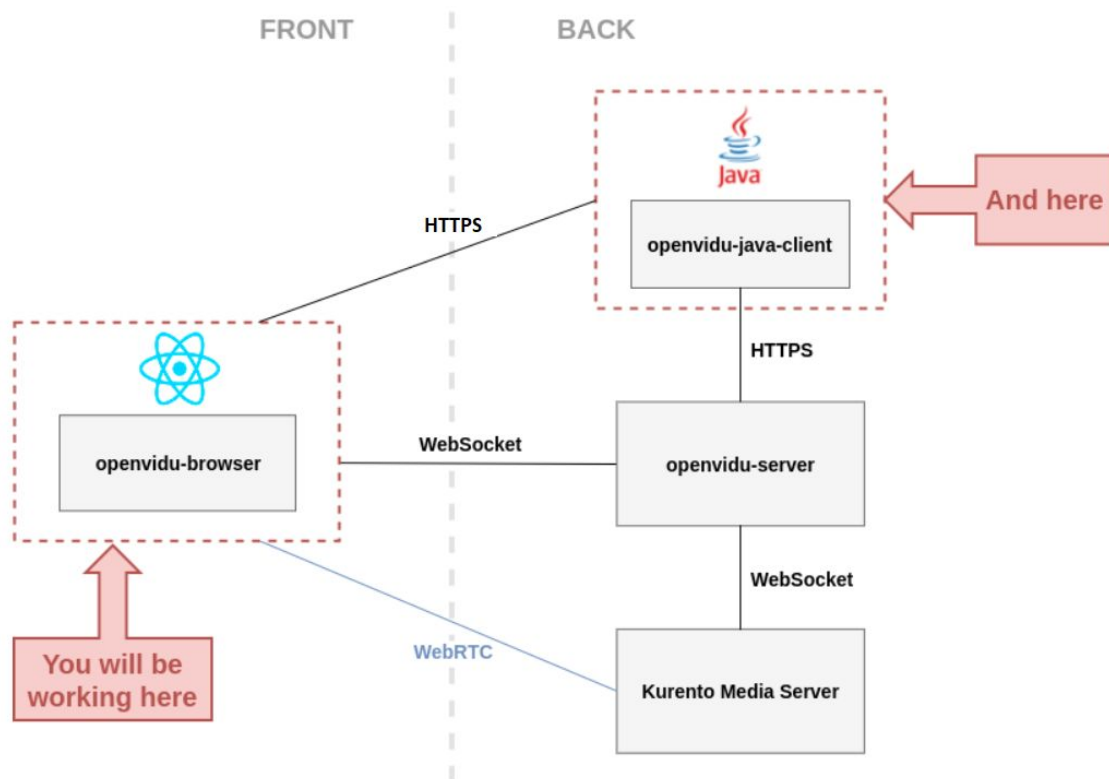 FRONT
BACK
Java
And here
HTTPS
openvidu-java-client
HTTPS
WebSocket
openvidu-browser
openvidu-server
WebSocket
WebRTC
You will be
working here
Kurento Media Server